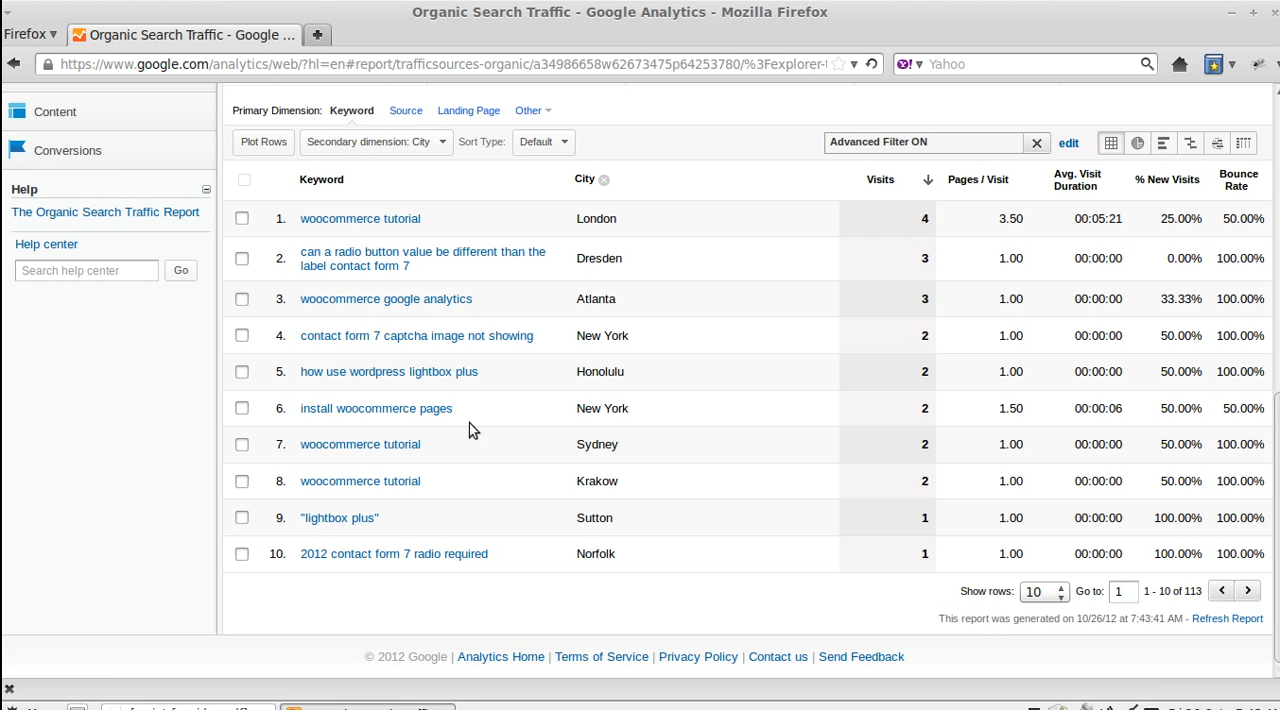 Organic Search Traffic - Google Analytics - Mozilla Firefox
Firefox
Organic Search Traffic - Google ...
https://www.google.com/analytics/web/?hl=en#report/trafficsources-organic/a34986658w62673475p64253780/%3Fexplorer-
Yahoo
Content
Conversions
Help
The Organic Search Traffic Report
Help center
Search help center
Go
Primary Dimension: Keyword Source Landing Page Other
Plot Rows Secondary dimension: City Sort Type: Default Advanced Filter ON edit
Keyword City Visits Pages / Visit Avg. Visit Duration % New Visits Bounce Rate
1. woocommerce tutorial London 4 3.50 00:05:21 25.00% 50.00%
2. can a radio button value be different than the
label contact form 7 Dresden 3 1.00 00:00:00 0.00% 100.00%
3. woocommerce google analytics Atlanta 3 1.00 00:00:00 33.33% 100.00%
4. contact form 7 captcha image not showing New York 2 1.00 00:00:00 50.00% 100.00%
5. how use wordpress lightbox plus Honolulu 2 1.00 00:00:00 50.00% 100.00%
6. install woocommerce pages New York 2 1.50 00:00:06 50.00% 50.00%
7. woocommerce tutorial Sydney 2 1.00 00:00:00 50.00% 100.00%
8. woocommerce tutorial Krakow 2 1.00 00:00:00 50.00% 100.00%
9. "lightbox plus" Sutton 1 1.00 00:00:00 100.00% 100.00%
10. 2012 contact form 7 radio required Norfolk 1 1.00 00:00:00 100.00% 100.00%
Show rows: 10 Go to: 1 1 - 10 of 113
This report was generated on 10/26/12 at 7:43:41 AM - Refresh Report
© 2012 Google | Analytics Home | Terms of Service | Privacy Policy | Contact us | Send Feedback